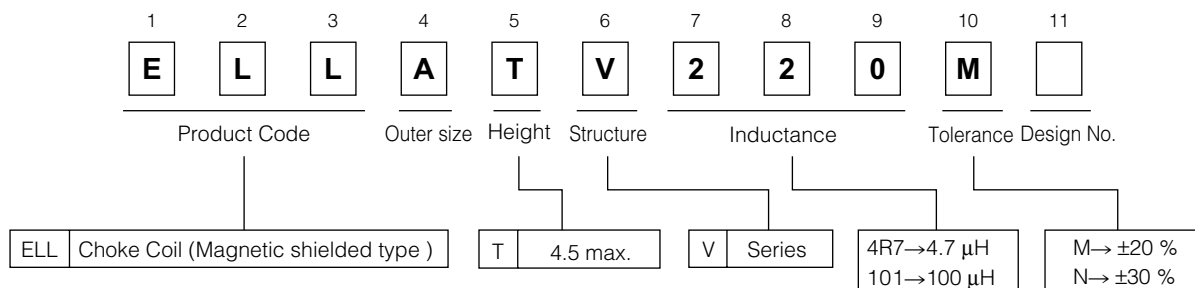 1 2 3 4 5 6 7 8 9 10 11
E L L A T V 2 2 0 M
Product Code Outer size Height Structure Inductance Tolerance Design No.
ELL Choke Coil (Magnetic shielded type ) T 4.5 max. V Series 4R7→4.7 μH M→ ±20 %
101→100 μH N→ ±30 %